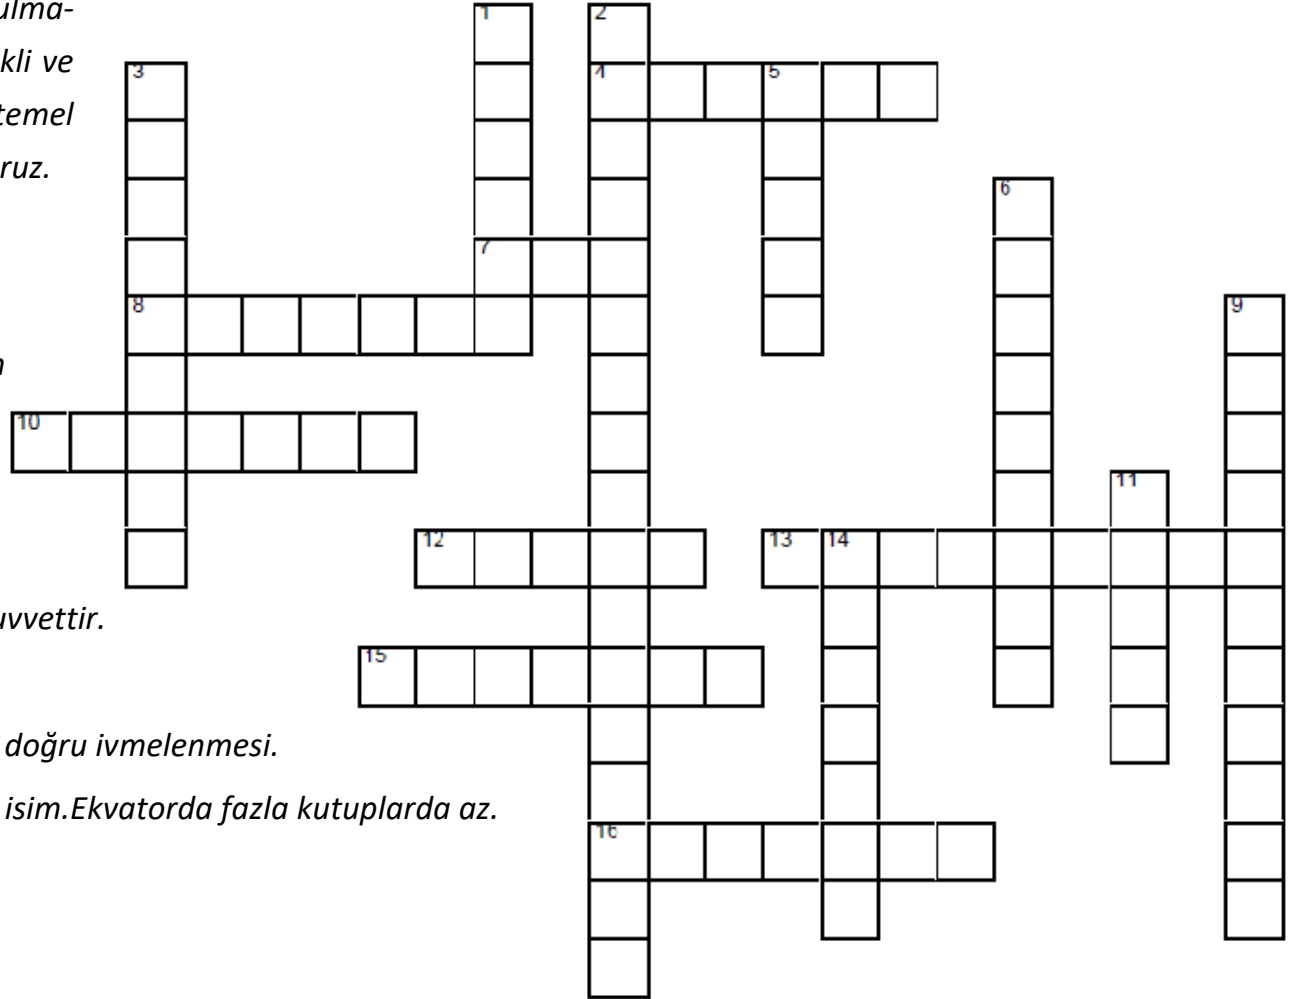 ulma-
kli ve
temel
ruz.
1 2
3 4 5
6
7
8 9
n
10
11
12 13 14
uvvettir.
15
doğru ivmelenmesi.
isim.Ekvatorda fazla kutuplarda az.
16